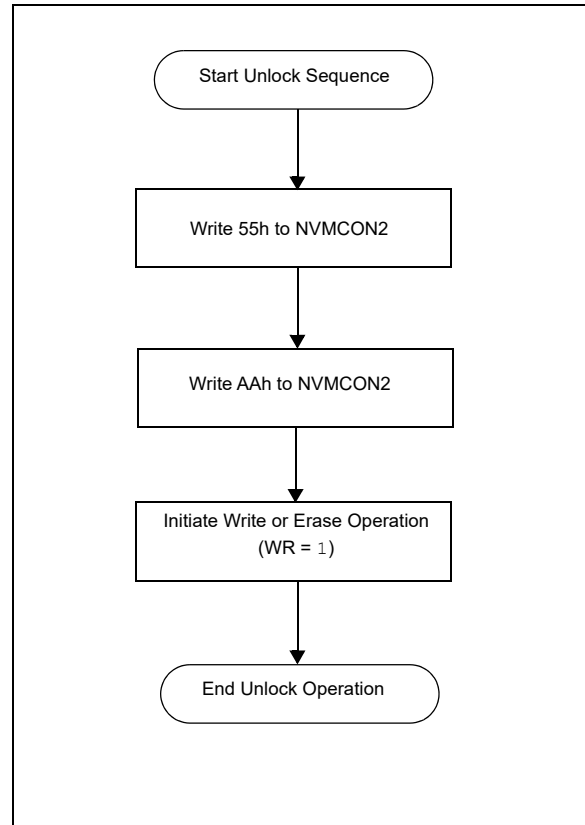 Start Unlock Sequence
Write 55h to NVMCON2
Write AAh to NVMCON2
Initiate Write or Erase Operation
(WR = 1)
End Unlock Operation